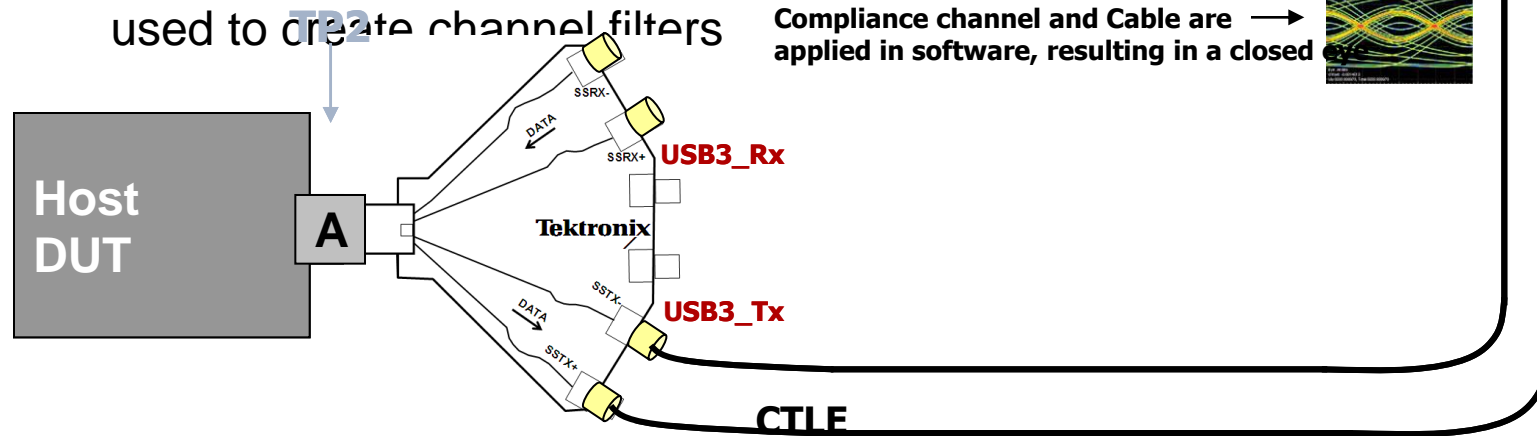 used to create channel filters
TP2
Compliance channel and Cable are
applied in software, resulting in a closed eye
SSRX-
DATA
SSRX+
USB3_Rx
Host
DUT
A
Tektronix
SSTX-
USB3_Tx
DATA
SSTX+
CTLE